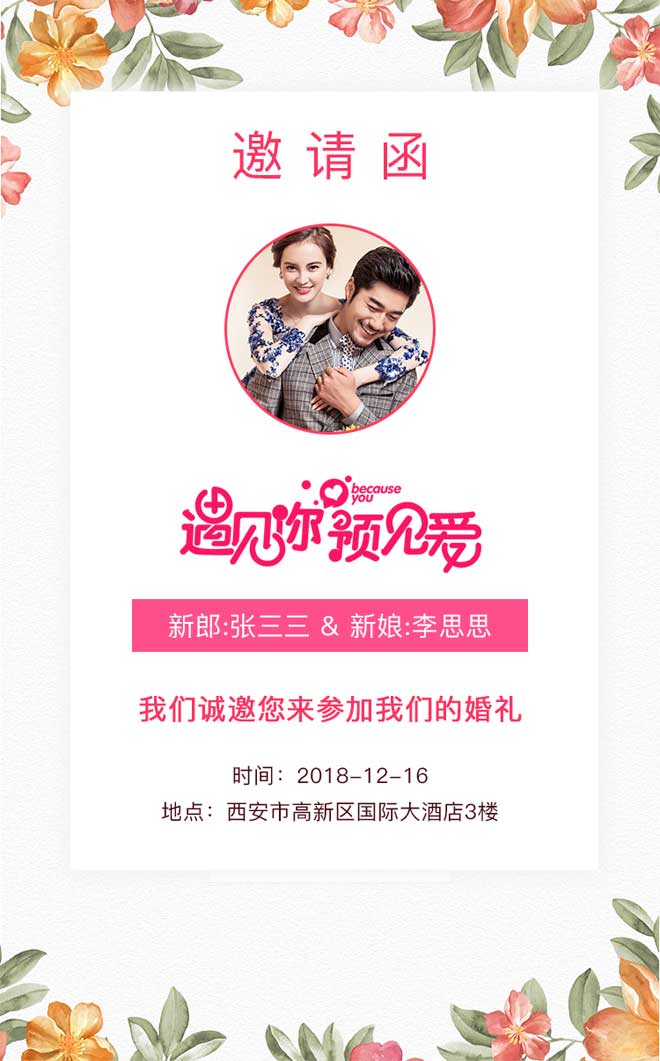 邀请函
because
you
遇见你 预见爱
新郎:张三三 & 新娘:李思思
我们诚邀您来参加我们的婚礼
时间：2018-12-16
地点：西安市高新区国际大酒店3楼